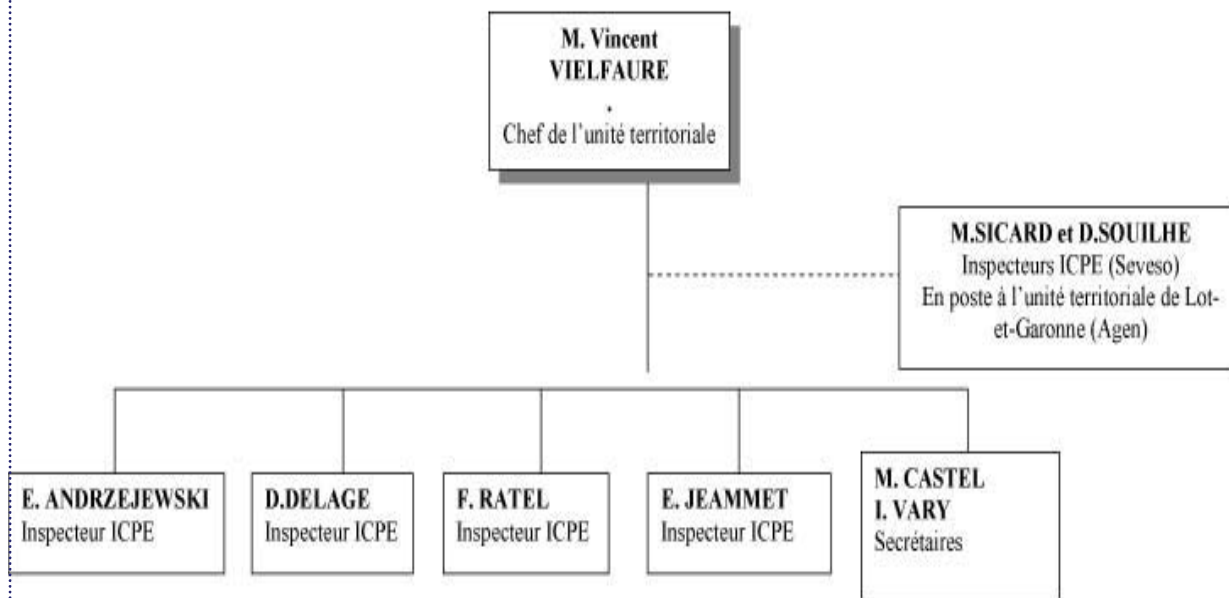 M. Vincent
VIELFAURE
.
Chef de l'unité territoriale
M.SICARD et D.SOUILHE
Inspecteurs ICPE (Seveso)
En poste à l'unité territoriale de Lot-
et-Garonne (Agen)
E. ANDRZEJEWSKI
Inspecteur ICPE
D.DELAGE
Inspecteur ICPE
F. RATEL
Inspecteur ICPE
E. JEAMMET
Inspecteur ICPE
M. CASTEL
I. VARY
Secrétaires